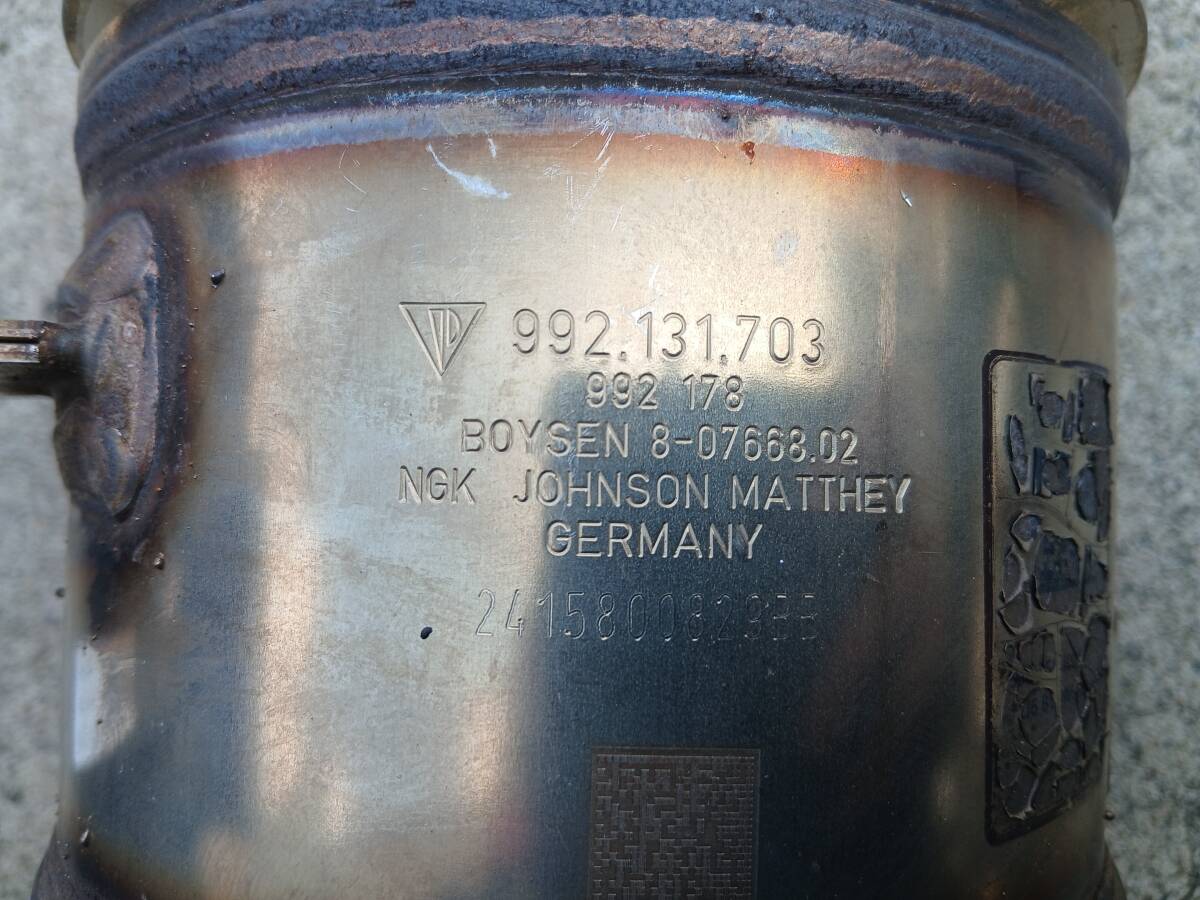 992.131.703
992 178
BOYSEN 8-07668.02
NGK JOHNSON MATTHEY
GERMANY